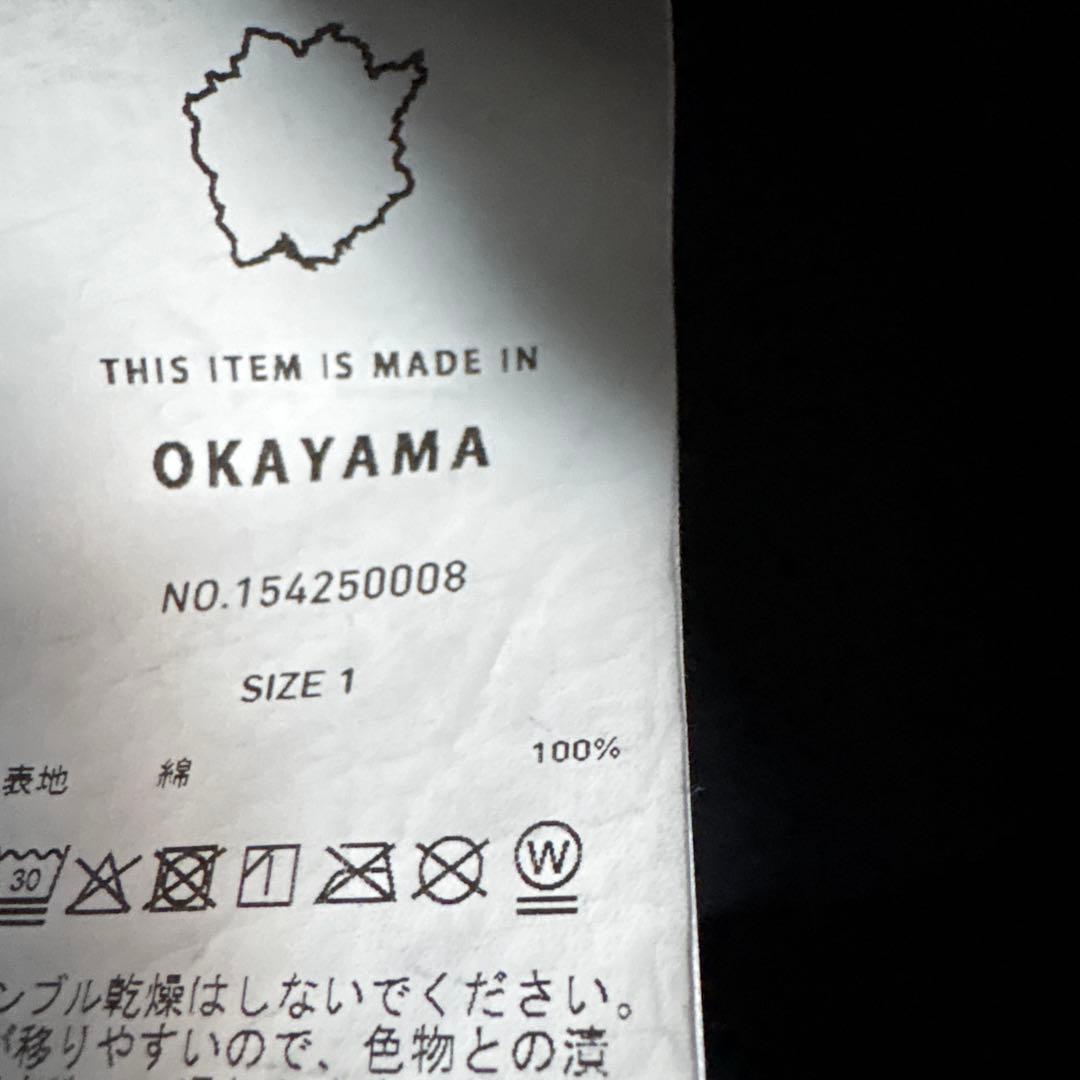 THIS ITEM IS MADE IN
OKAYAMA
NO.154250008
SIZE 1
表地 綿 100%
30 W
ンブル乾燥はしないでください。
が移りやすいので、色物との漬